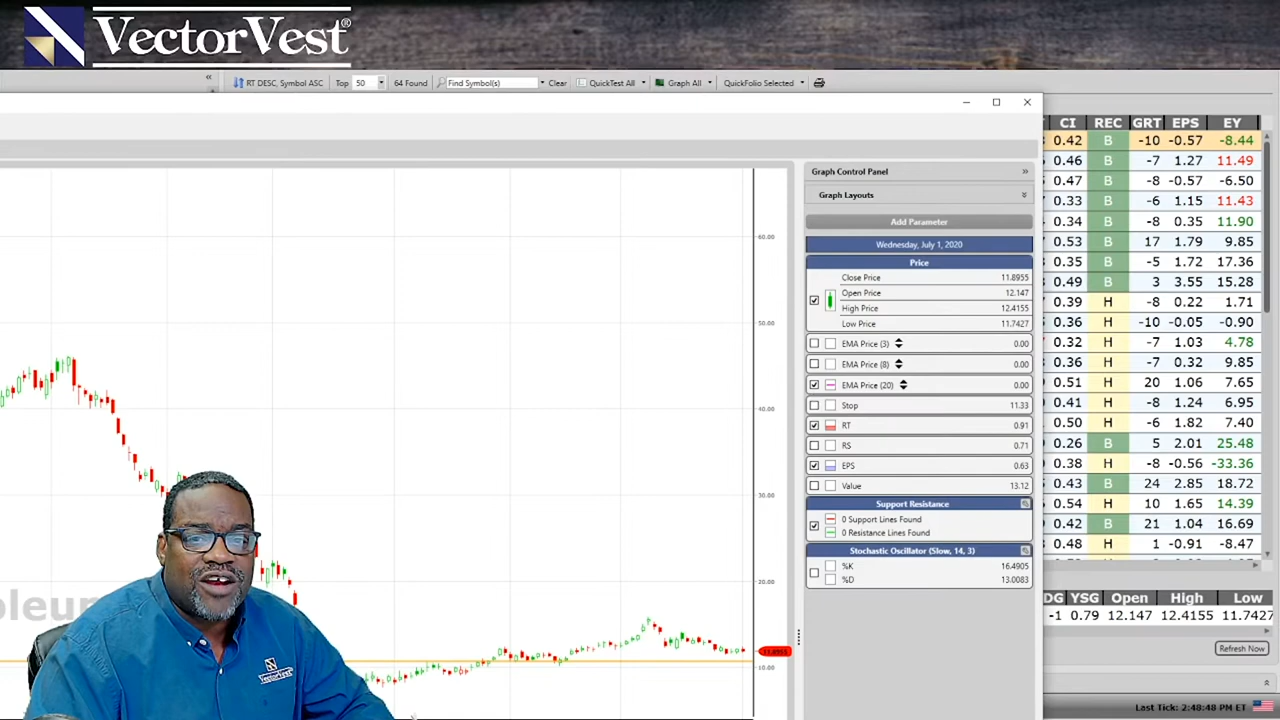 VectorVest®
RT DESC, Symbol ASC Top 50 64 Found Find Symbol(s) Clear QuickTest All Graph All QuickFolio Selected
CI REC GRT EPS EY
0.42 B -10 -0.57 -8.44
0.46 B -7 1.27 11.49
0.47 B -8 -0.57 -6.50
0.33 B -6 1.15 11.43
0.34 B -8 0.35 11.90
0.53 B 17 1.79 9.85
0.35 B -5 1.72 17.36
0.49 B 3 3.55 15.28
0.39 H -8 0.22 1.71
0.36 H -10 -0.05 -0.90
0.32 H -7 1.03 4.78
0.36 H -7 0.32 9.85
0.51 H 20 1.06 7.65
0.41 H -8 1.24 6.95
0.50 H -6 1.82 7.40
0.26 B 5 2.01 25.48
0.38 H -8 -0.56 -33.36
0.43 B 24 2.85 18.72
0.54 H 10 1.65 14.39
0.42 B 21 1.04 16.69
0.48 H 1 -0.91 -8.47
Graph Control Panel
Graph Layouts
Add Parameter
Wednesday, July 1, 2020
Price
Close Price 11.8955
Open Price 12.147
High Price 12.4155
Low Price 11.7427
EMA Price (3) 0.00
EMA Price (8) 0.00
EMA Price (20) 0.00
Stop 11.33
RT 0.91
RS 0.71
EPS 0.63
Value 13.12
Support Resistance
0 Support Lines Found
0 Resistance Lines Found
Stochastic Oscillator (Slow, 14, 3)
%K 16.4905
%D 13.0083
60.00
50.00
40.00
30.00
20.00
11.8955
10.00
oleum
VectorVest
DG YSG Open High Low
-1 0.79 12.147 12.4155 11.7427
Refresh Now
Last Tick: 2:48:48 PM ET